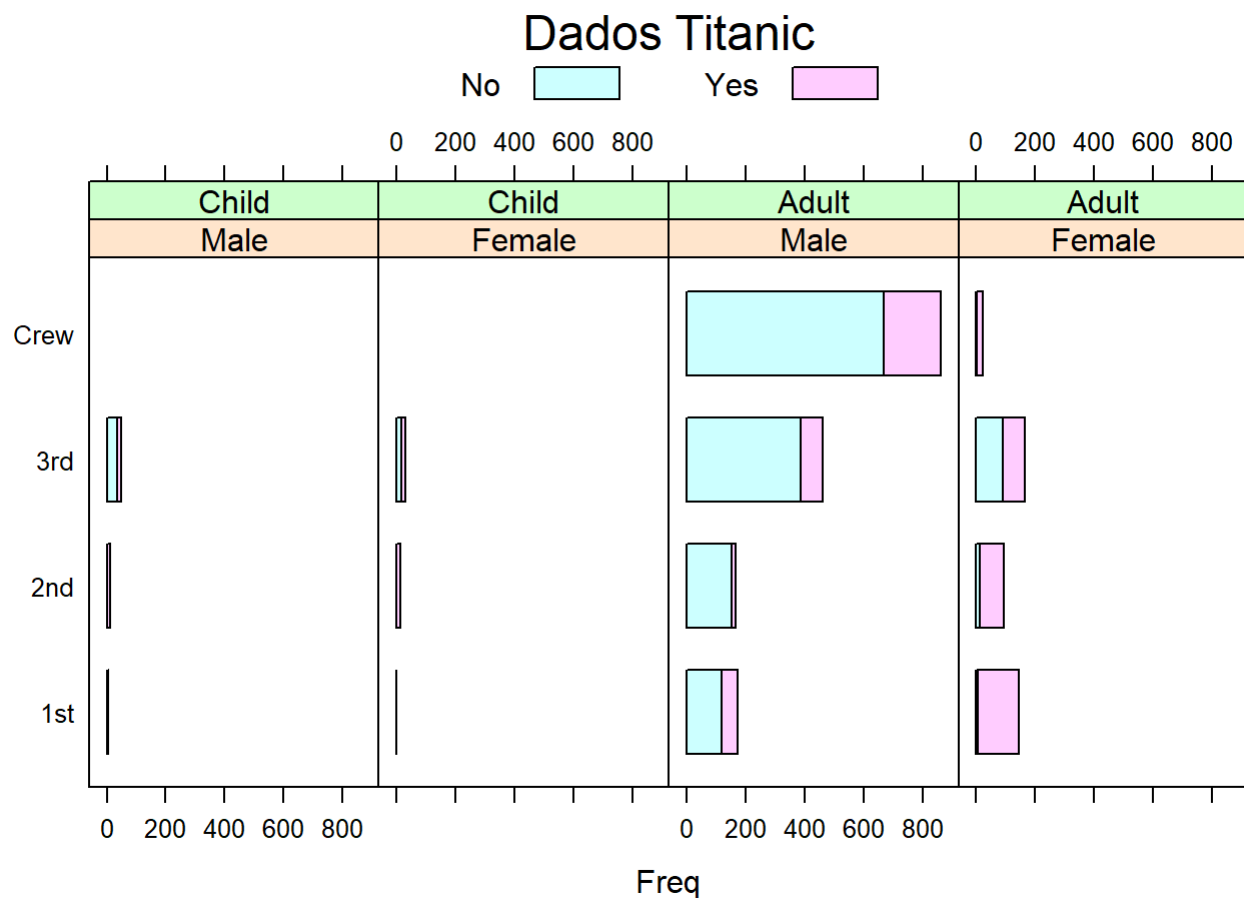 Dados Titanic
No Yes
0 200 400 600 800 0 200 400 600 800
Child Child Adult Adult
Male Female Male Female
Crew
3rd
2nd
1st
0 200 400 600 800 0 200 400 600 800
Freq